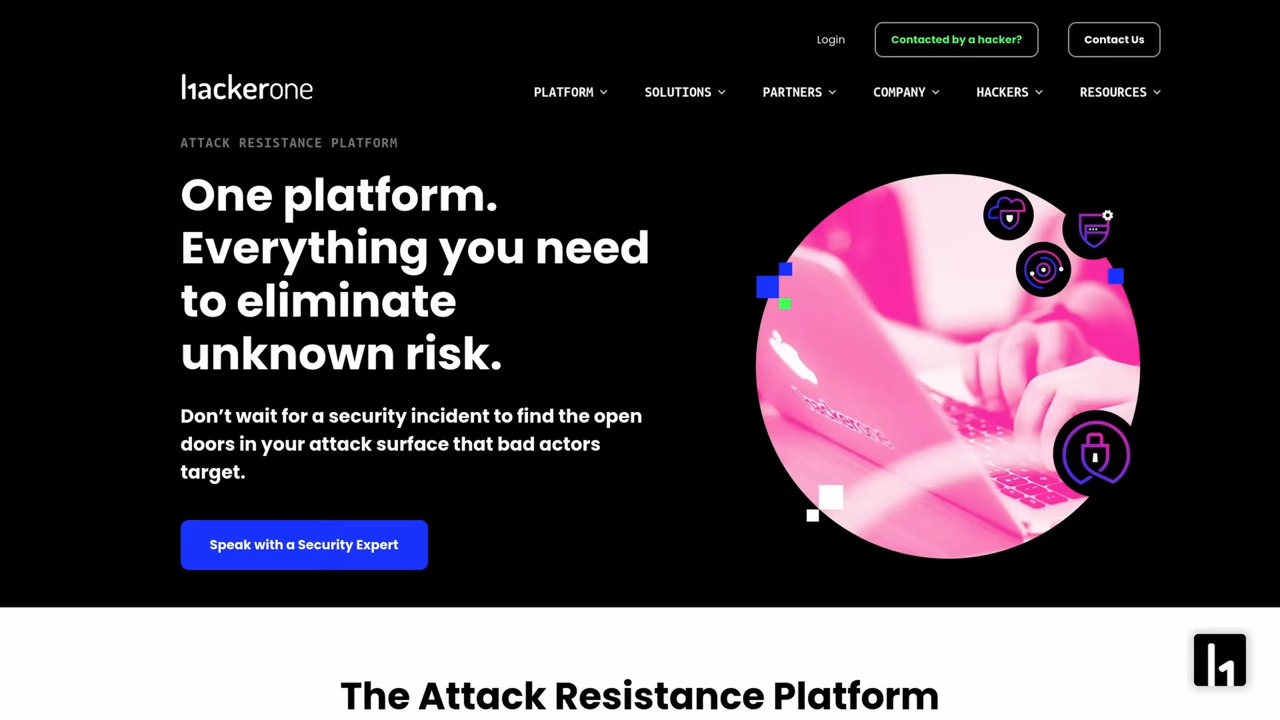 Login
Contacted by a hacker?
Contact Us
hackerone
PLATFORM
SOLUTIONS
PARTNERS
COMPANY
HACKERS
RESOURCES
ATTACK RESISTANCE PLATFORM
One platform.
Everything you need
to eliminate
unknown risk.
Don’t wait for a security incident to find the open
doors in your attack surface that bad actors
target.
hackerone
Speak with a Security Expert
h1
The Attack Resistance Platform